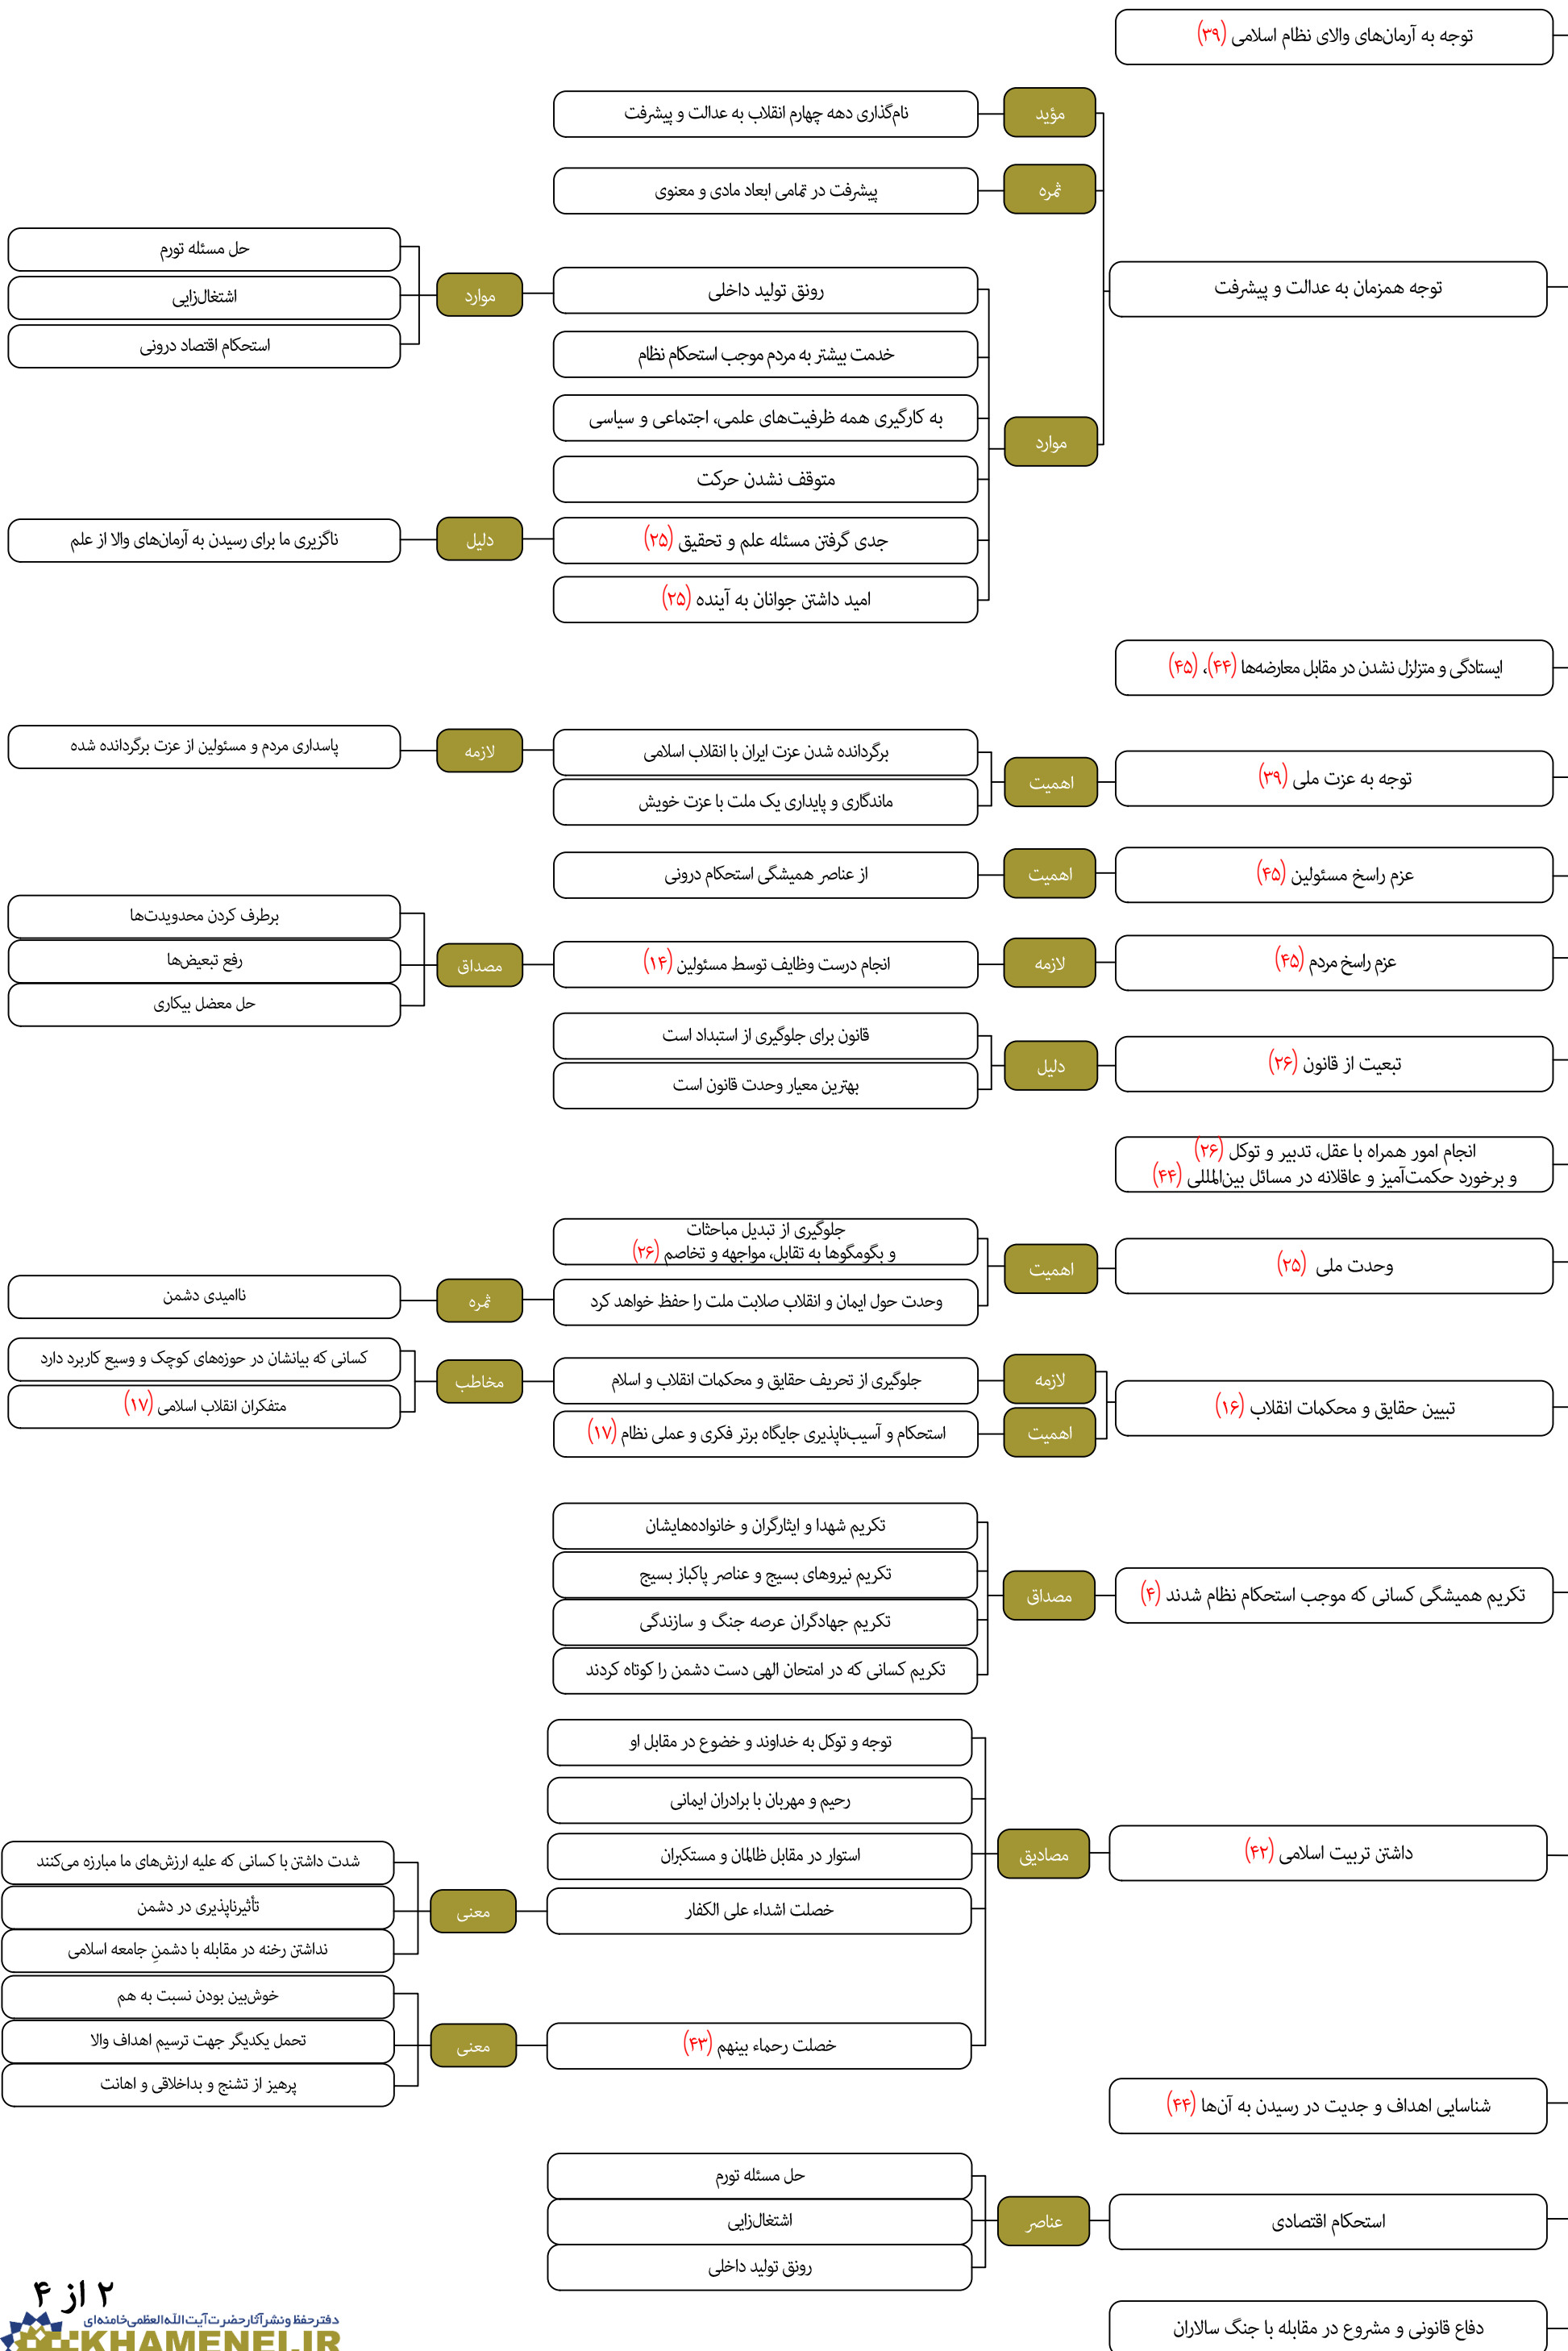 توجه به آرمان‌های والای نظام اسلامی (۳۹)
توجه همزمان به عدالت و پیشرفت
مؤید
نام‌گذاری دهه چهارم انقلاب به عدالت و پیشرفت
ثمره
پیشرفت در تمامی ابعاد مادی و معنوی
موارد
رونق تولید داخلی
موارد
حل مسئله تورم
اشتغال‌زایی
استحکام اقتصاد درونی
خدمت بیشتر به مردم موجب استحکام نظام
به کارگیری همه ظرفیت‌های علمی، اجتماعی و سیاسی
متوقف نشدن حرکت
جدی گرفتن مسئله علم و تحقیق (۲۵)
دلیل
ناگزیری ما برای رسیدن به آرمان‌های والا از علم
امید داشتن جوانان به آینده (۲۵)
ایستادگی و متزلزل نشدن در مقابل معارضه‌ها (۴۴)، (۴۵)
توجه به عزت ملی (۳۹)
اهمیت
برگردانده شدن عزت ایران با انقلاب اسلامی
لازمه
پاسداری مردم و مسئولین از عزت برگردانده شده
ماندگاری و پایداری یک ملت با عزت خویش
عزم راسخ مسئولین (۴۵)
اهمیت
از عناصر همیشگی استحکام درونی
عزم راسخ مردم (۴۵)
لازمه
انجام درست وظایف توسط مسئولین (۱۴)
مصداق
برطرف کردن محدویدت‌ها
رفع تبعیض‌ها
حل معضل بیکاری
تبعیت از قانون (۲۶)
دلیل
قانون برای جلوگیری از استبداد است
بهترین معیار وحدت قانون است
انجام امور همراه با عقل، تدبیر و توکل (۲۶)
و برخورد حکمت‌آمیز و عاقلانه در مسائل بین‌المللی (۴۴)
وحدت ملی (۲۵)
اهمیت
جلوگیری از تبدیل مباحثات
و بگومگوها به تقابل، مواجهه و تخاصم (۲۶)
وحدت حول ایمان و انقلاب صلابت ملت را حفظ خواهد کرد
ثمره
ناامیدی دشمن
تبیین حقایق و محکمات انقلاب (۱۶)
لازمه
جلوگیری از تحریف حقایق و محکمات انقلاب و اسلام
مخاطب
کسانی که بیانشان در حوزه‌های کوچک و وسیع کاربرد دارد
متفکران انقلاب اسلامی (۱۷)
اهمیت
استحکام و آسیب‌ناپذیری جایگاه برتر فکری و عملی نظام (۱۷)
تکریم همیشگی کسانی که موجب استحکام نظام شدند (۴)
مصداق
تکریم شهدا و ایثارگران و خانواده‌هایشان
تکریم نیروهای بسیج و عناصر پاکباز بسیج
تکریم جهادگران عرصه جنگ و سازندگی
تکریم کسانی که در امتحان الهی دست دشمن را کوتاه کردند
داشتن تربیت اسلامی (۴۲)
مصادیق
توجه و توکل به خداوند و خضوع در مقابل او
رحیم و مهربان با برادران ایمانی
استوار در مقابل ظالمان و مستکبران
خصلت اشداء علی الکفار
معنی
شدت داشتن با کسانی که علیه ارزش‌های ما مبارزه می‌کنند
تأثیرناپذیری در دشمن
نداشتن رخنه در مقابله با دشمنِ جامعه اسلامی
خصلت رحماء بینهم (۴۳)
معنی
خوش‌بین بودن نسبت به هم
تحمل یکدیگر جهت ترسیم اهداف والا
پرهیز از تشنج و بداخلاقی و اهانت
شناسایی اهداف و جدیت در رسیدن به آن‌ها (۴۴)
استحکام اقتصادی
عناصر
حل مسئله تورم
اشتغال‌زایی
رونق تولید داخلی
دفاع قانونی و مشروع در مقابله با جنگ سالاران
۲ از ۴
دفتر حفظ و نشر آثار حضرت آیت الله العظمی خامنه‌ای
KHAMENEI.IR